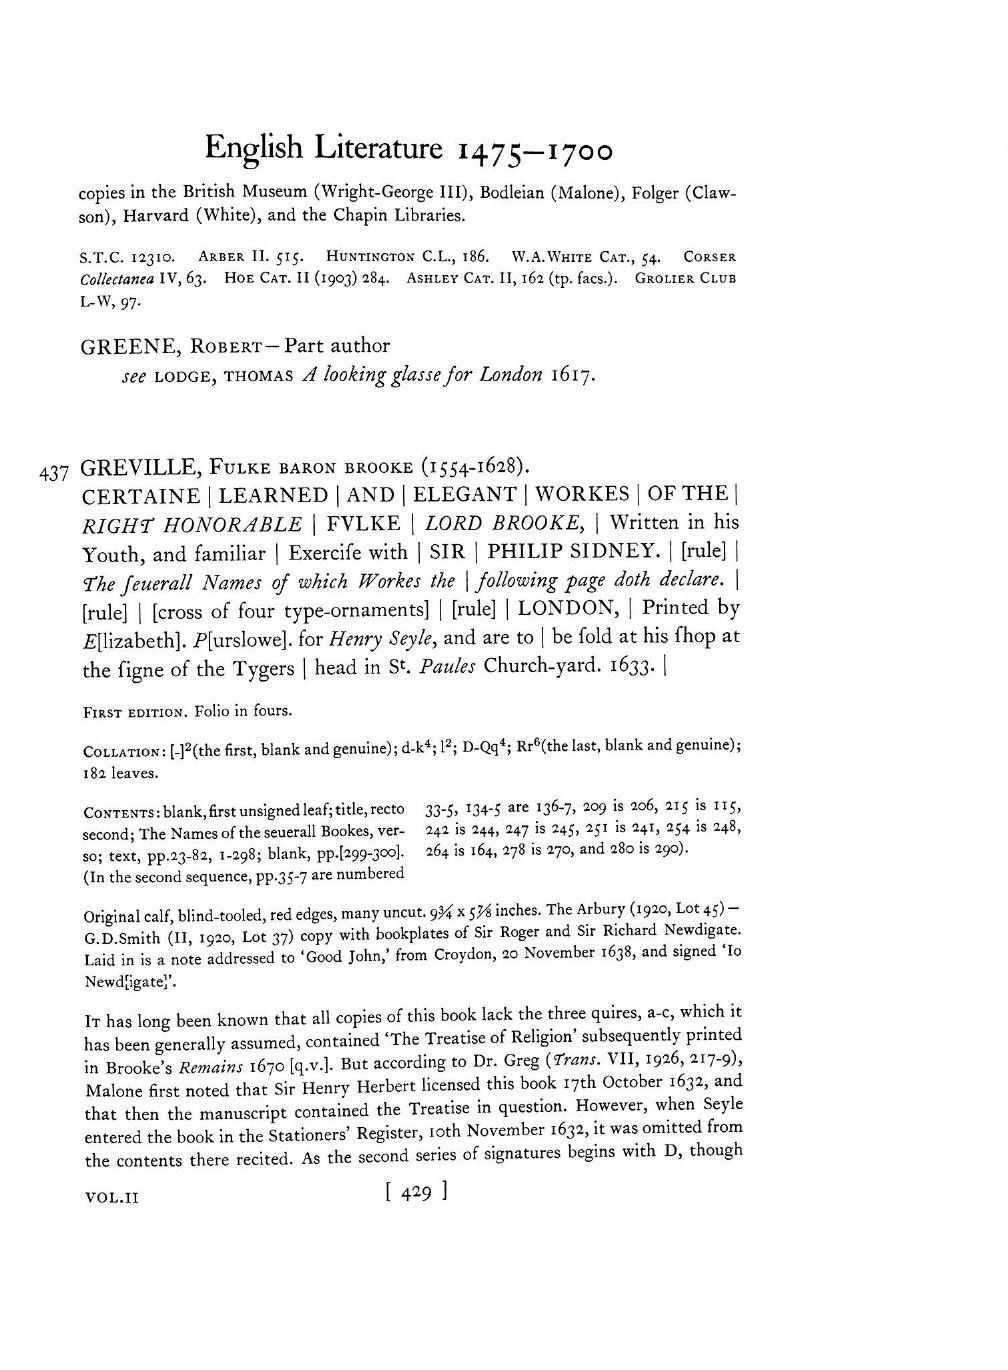 English Literature 1475–1700
copies in the British Museum (Wright-George III), Bodleian (Malone), Folger (Claw-
son), Harvard (White), and the Chapin Libraries.
S.T.C. 12310. ARBER II. 515. HUNTINGTON C.L., 186. W.A.WHITE CAT., 54. CORSER
Collectanea IV, 63. HOE CAT. II (1903) 284. ASHLEY CAT. II, 162 (tp. facs.). GROLIER CLUB
L-W, 97.
GREENE, ROBERT—Part author
see LODGE, THOMAS A looking glasse for London 1617.
437 GREVILLE, FULKE BARON BROOKE (1554-1628).
CERTAINE | LEARNED | AND | ELEGANT | WORKES | OF THE |
RIGHT HONORABLE | FVLKE | LORD BROOKE, | Written in his
Youth, and familiar | Exerciſe with | SIR | PHILIP SIDNEY. | [rule] |
The ſeuerall Names of which Workes the | following page doth declare. |
[rule] | [cross of four type-ornaments] | [rule] | LONDON, | Printed by
E[lizabeth]. P[urslowe]. for Henry Seyle, and are to | be ſold at his ſhop at
the ſigne of the Tygers | head in St. Paules Church-yard. 1633. |
FIRST EDITION. Folio in fours.
COLLATION: [-]²(the first, blank and genuine); d-k⁴; l²; D-Qq⁴; Rr⁶(the last, blank and genuine);
182 leaves.
CONTENTS: blank, first unsigned leaf; title, recto
second; The Names of the seuerall Bookes, ver-
so; text, pp.23-82, 1-298; blank, pp.[299-300].
(In the second sequence, pp.35-7 are numbered
33-5, 134-5 are 136-7, 209 is 206, 215 is 115,
242 is 244, 247 is 245, 251 is 241, 254 is 248,
264 is 164, 278 is 270, and 280 is 290).
Original calf, blind-tooled, red edges, many uncut. 9¾ x 5⅞ inches. The Arbury (1920, Lot 45)—
G.D.Smith (II, 1920, Lot 37) copy with bookplates of Sir Roger and Sir Richard Newdigate.
Laid in is a note addressed to 'Good John,' from Croydon, 20 November 1638, and signed 'Io
Newd[igate]'.
IT has long been known that all copies of this book lack the three quires, a-c, which it
has been generally assumed, contained 'The Treatise of Religion' subsequently printed
in Brooke's Remains 1670 [q.v.]. But according to Dr. Greg (Trans. VII, 1926, 217-9),
Malone first noted that Sir Henry Herbert licensed this book 17th October 1632, and
that then the manuscript contained the Treatise in question. However, when Seyle
entered the book in the Stationers' Register, 10th November 1632, it was omitted from
the contents there recited. As the second series of signatures begins with D, though
VOL.II [ 429 ]